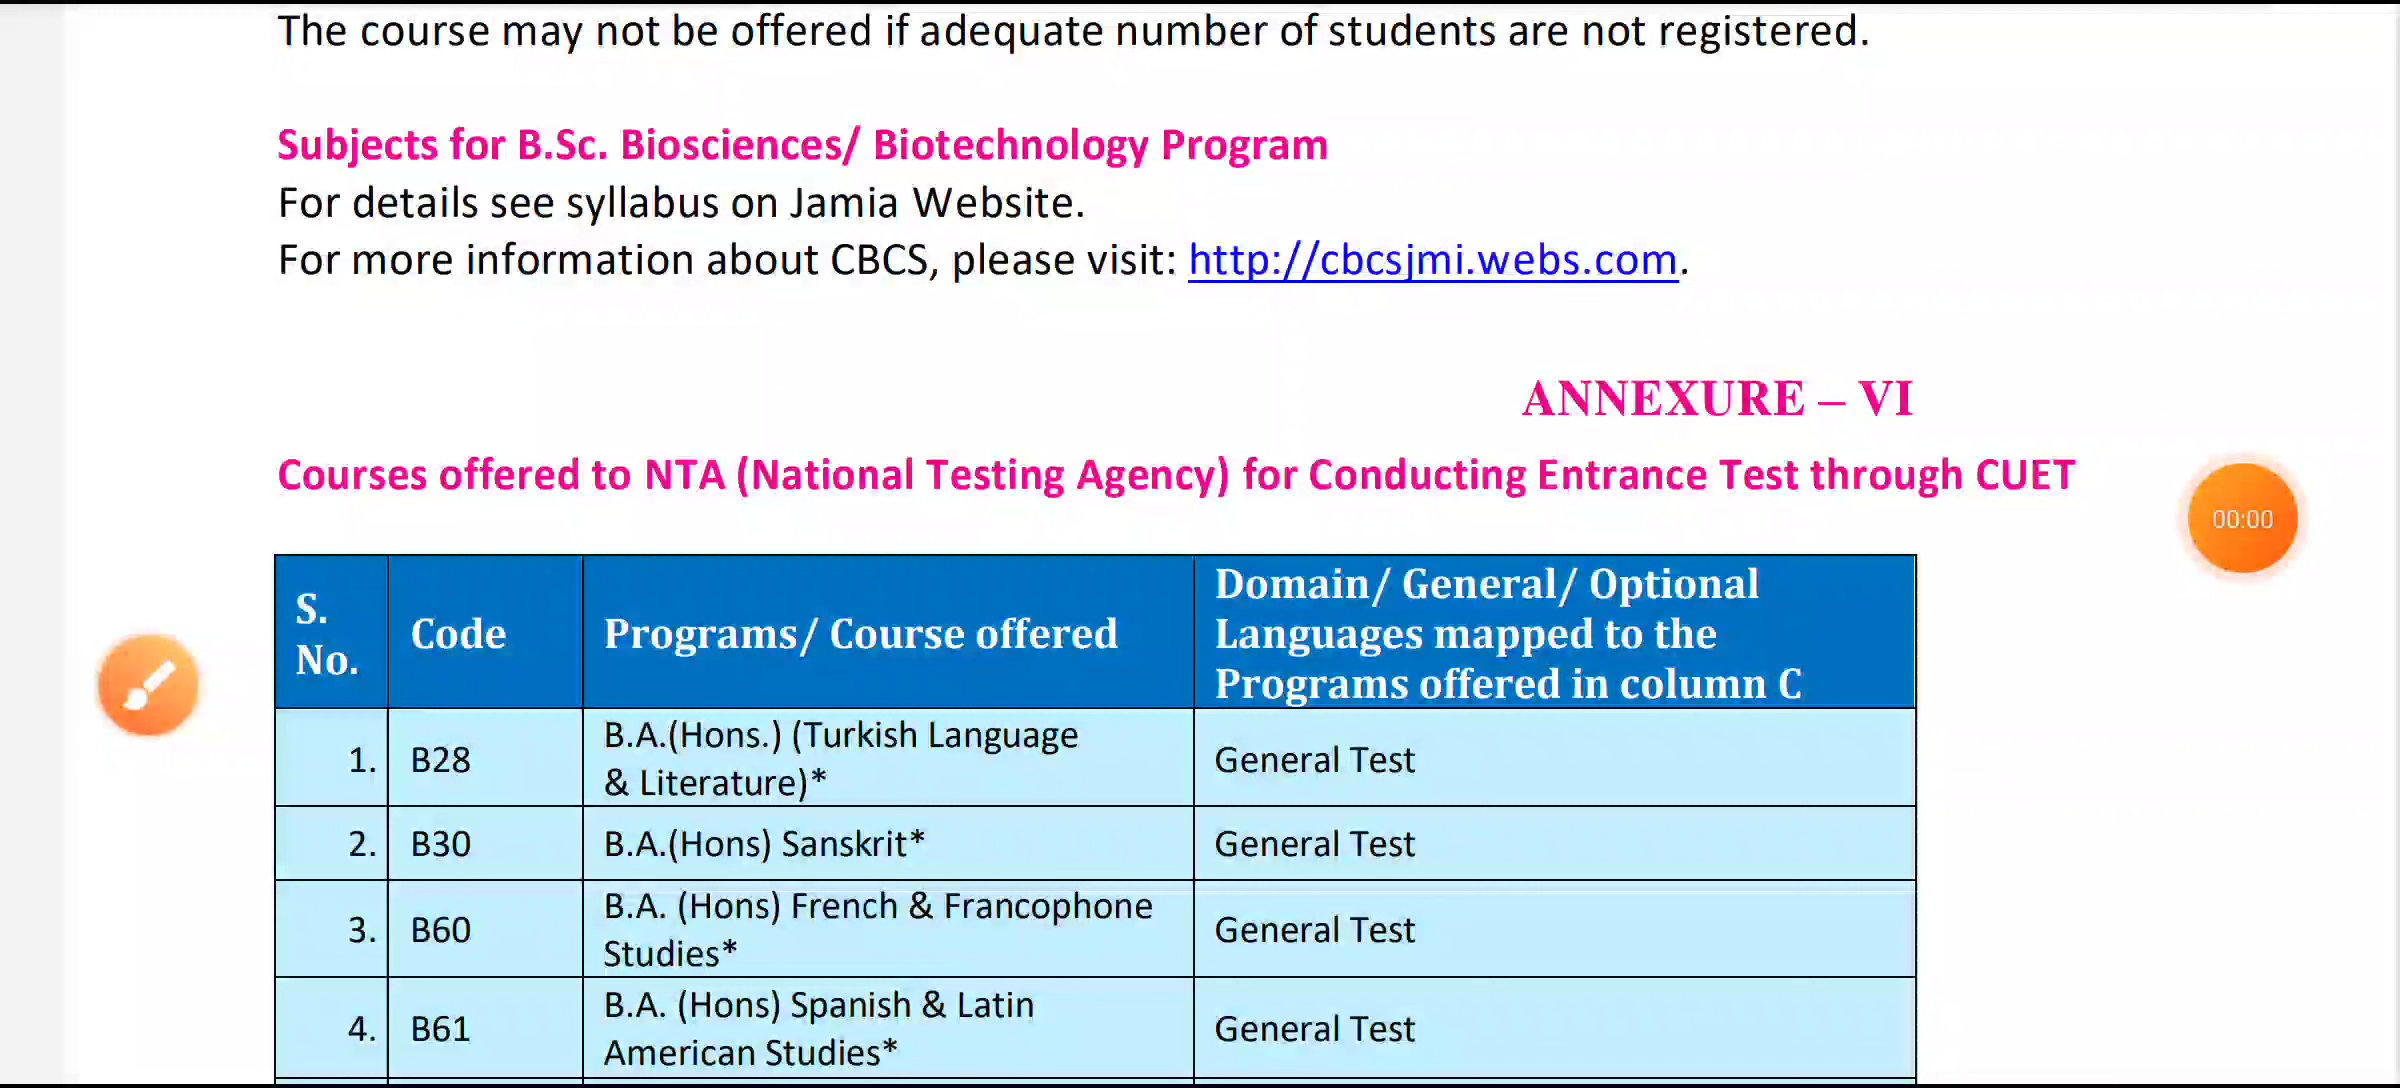 The course may not be offered if adequate number of students are not registered.
Subjects for B.Sc. Biosciences/ Biotechnology Program
For details see syllabus on Jamia Website.
For more information about CBCS, please visit: http://cbcsjmi.webs.com.
ANNEXURE – VI
Courses offered to NTA (National Testing Agency) for Conducting Entrance Test through CUET
00:00
S.
No.
Code
Programs/ Course offered
Domain/ General/ Optional
Languages mapped to the
Programs offered in column C
1.
B28
B.A.(Hons.) (Turkish Language
& Literature)*
General Test
2.
B30
B.A.(Hons) Sanskrit*
General Test
3.
B60
B.A. (Hons) French & Francophone
Studies*
General Test
4.
B61
B.A. (Hons) Spanish & Latin
American Studies*
General Test